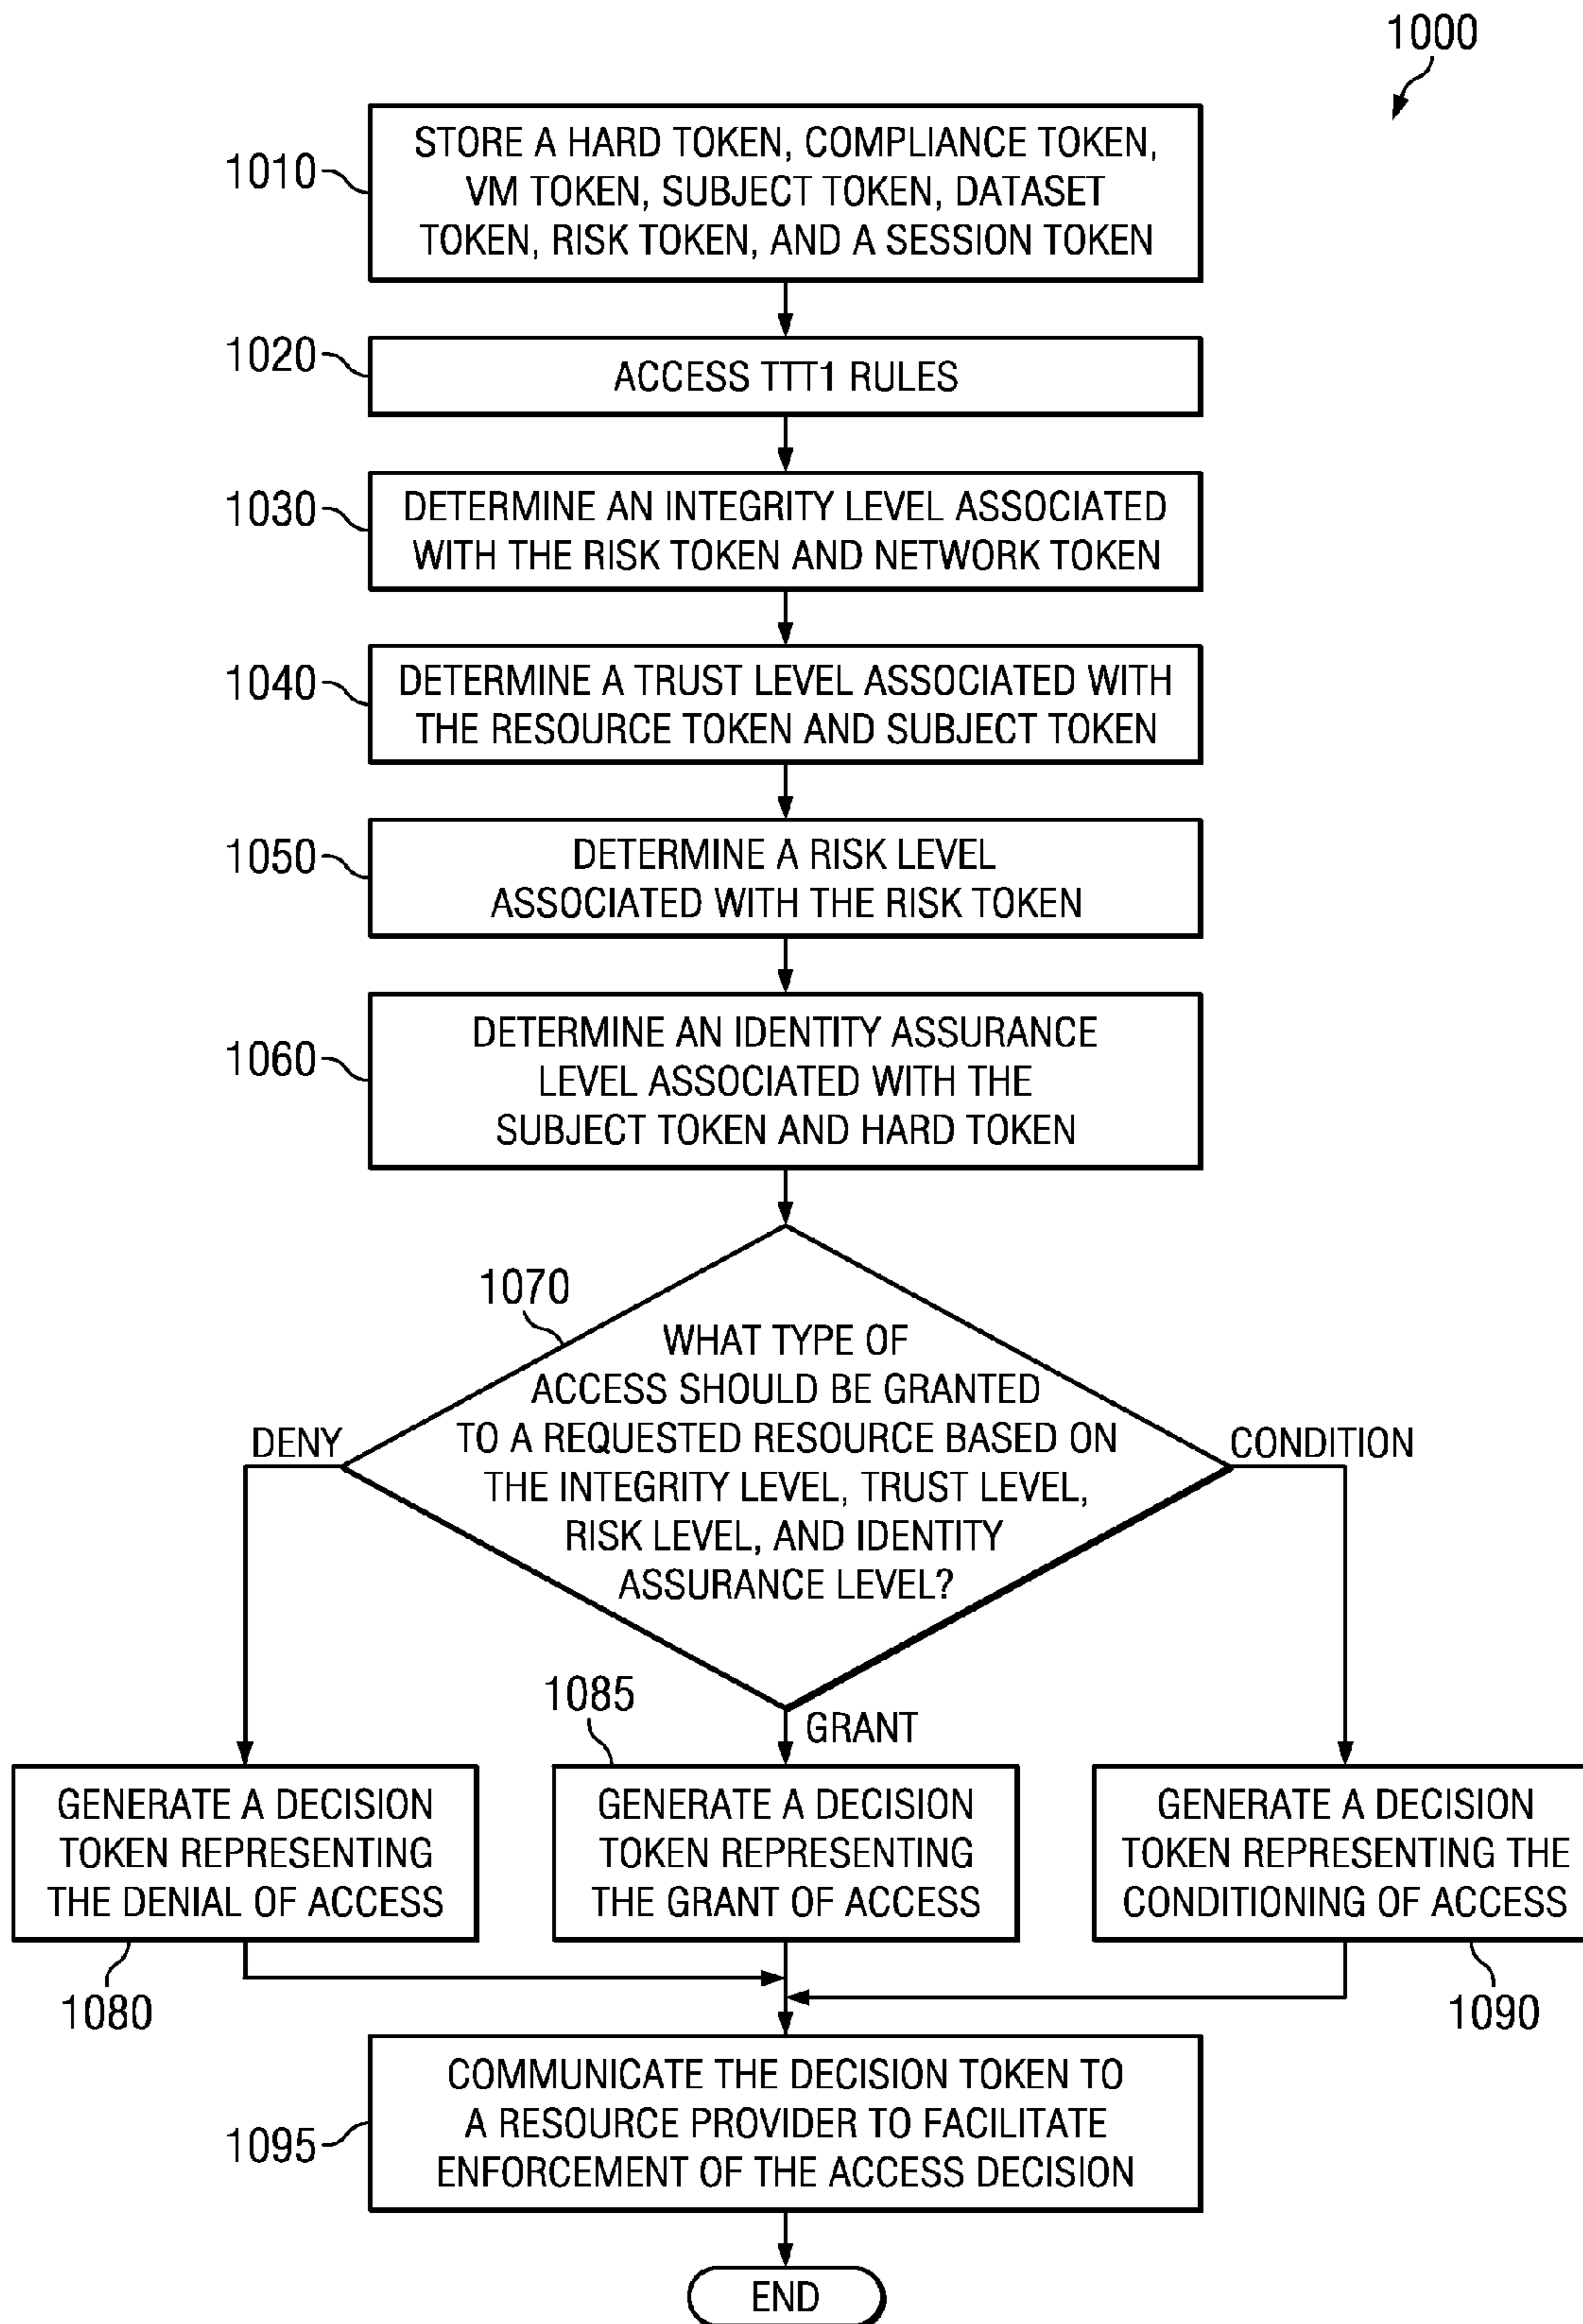 1000
1010
STORE A HARD TOKEN, COMPLIANCE TOKEN,
VM TOKEN, SUBJECT TOKEN, DATASET
TOKEN, RISK TOKEN, AND A SESSION TOKEN
1020
ACCESS TTT1 RULES
1030
DETERMINE AN INTEGRITY LEVEL ASSOCIATED
WITH THE RISK TOKEN AND NETWORK TOKEN
1040
DETERMINE A TRUST LEVEL ASSOCIATED WITH
THE RESOURCE TOKEN AND SUBJECT TOKEN
1050
DETERMINE A RISK LEVEL
ASSOCIATED WITH THE RISK TOKEN
1060
DETERMINE AN IDENTITY ASSURANCE
LEVEL ASSOCIATED WITH THE
SUBJECT TOKEN AND HARD TOKEN
1070
WHAT TYPE OF
ACCESS SHOULD BE GRANTED
TO A REQUESTED RESOURCE BASED ON
THE INTEGRITY LEVEL, TRUST LEVEL,
RISK LEVEL, AND IDENTITY
ASSURANCE LEVEL?
DENY
CONDITION
GRANT
1085
GENERATE A DECISION
TOKEN REPRESENTING
THE DENIAL OF ACCESS
GENERATE A DECISION
TOKEN REPRESENTING
THE GRANT OF ACCESS
GENERATE A DECISION
TOKEN REPRESENTING THE
CONDITIONING OF ACCESS
1080
1090
1095
COMMUNICATE THE DECISION TOKEN TO
A RESOURCE PROVIDER TO FACILITATE
ENFORCEMENT OF THE ACCESS DECISION
END